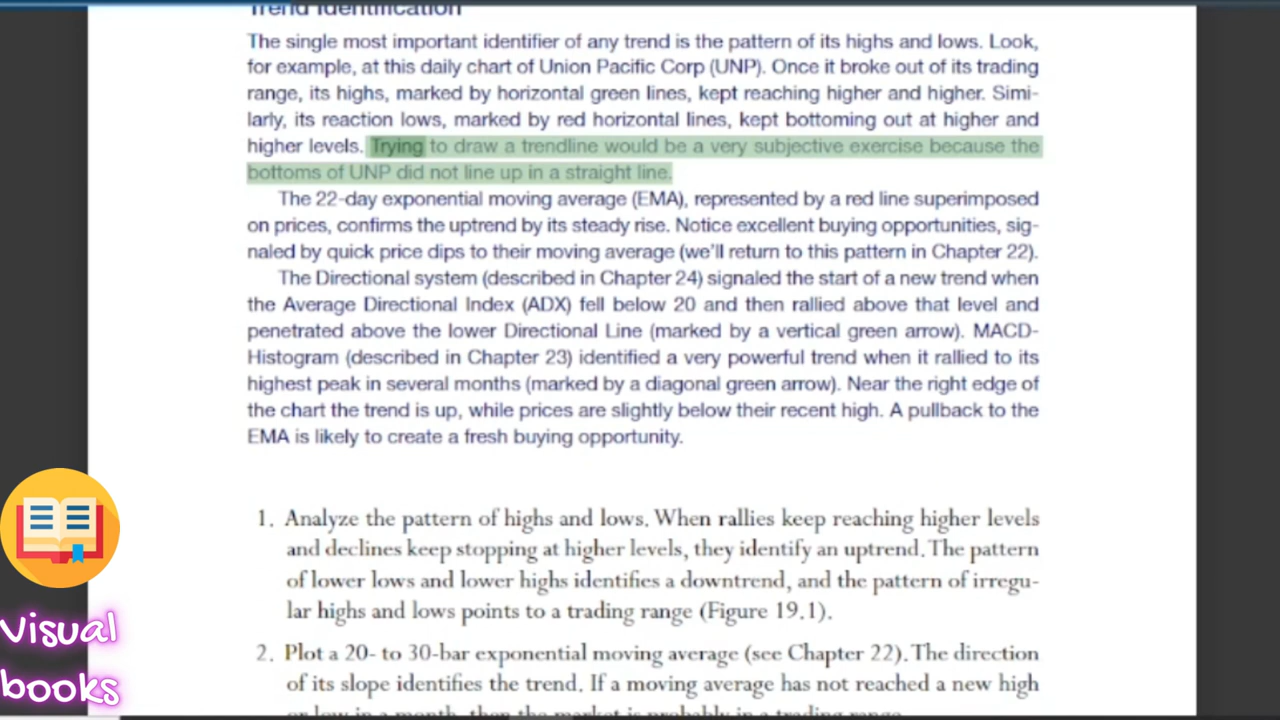 Trend Identification
The single most important identifier of any trend is the pattern of its highs and lows. Look,
for example, at this daily chart of Union Pacific Corp (UNP). Once it broke out of its trading
range, its highs, marked by horizontal green lines, kept reaching higher and higher. Simi-
larly, its reaction lows, marked by red horizontal lines, kept bottoming out at higher and
higher levels. Trying to draw a trendline would be a very subjective exercise because the
bottoms of UNP did not line up in a straight line.
The 22-day exponential moving average (EMA), represented by a red line superimposed
on prices, confirms the uptrend by its steady rise. Notice excellent buying opportunities, sig-
naled by quick price dips to their moving average (we'll return to this pattern in Chapter 22).
The Directional system (described in Chapter 24) signaled the start of a new trend when
the Average Directional Index (ADX) fell below 20 and then rallied above that level and
penetrated above the lower Directional Line (marked by a vertical green arrow). MACD-
Histogram (described in Chapter 23) identified a very powerful trend when it rallied to its
highest peak in several months (marked by a diagonal green arrow). Near the right edge of
the chart the trend is up, while prices are slightly below their recent high. A pullback to the
EMA is likely to create a fresh buying opportunity.
1. Analyze the pattern of highs and lows. When rallies keep reaching higher levels
and declines keep stopping at higher levels, they identify an uptrend. The pattern
of lower lows and lower highs identifies a downtrend, and the pattern of irregu-
lar highs and lows points to a trading range (Figure 19.1).
2. Plot a 20- to 30-bar exponential moving average (see Chapter 22). The direction
of its slope identifies the trend. If a moving average has not reached a new high
or low in a month, then the market is probably in a trading range.
Visual
books